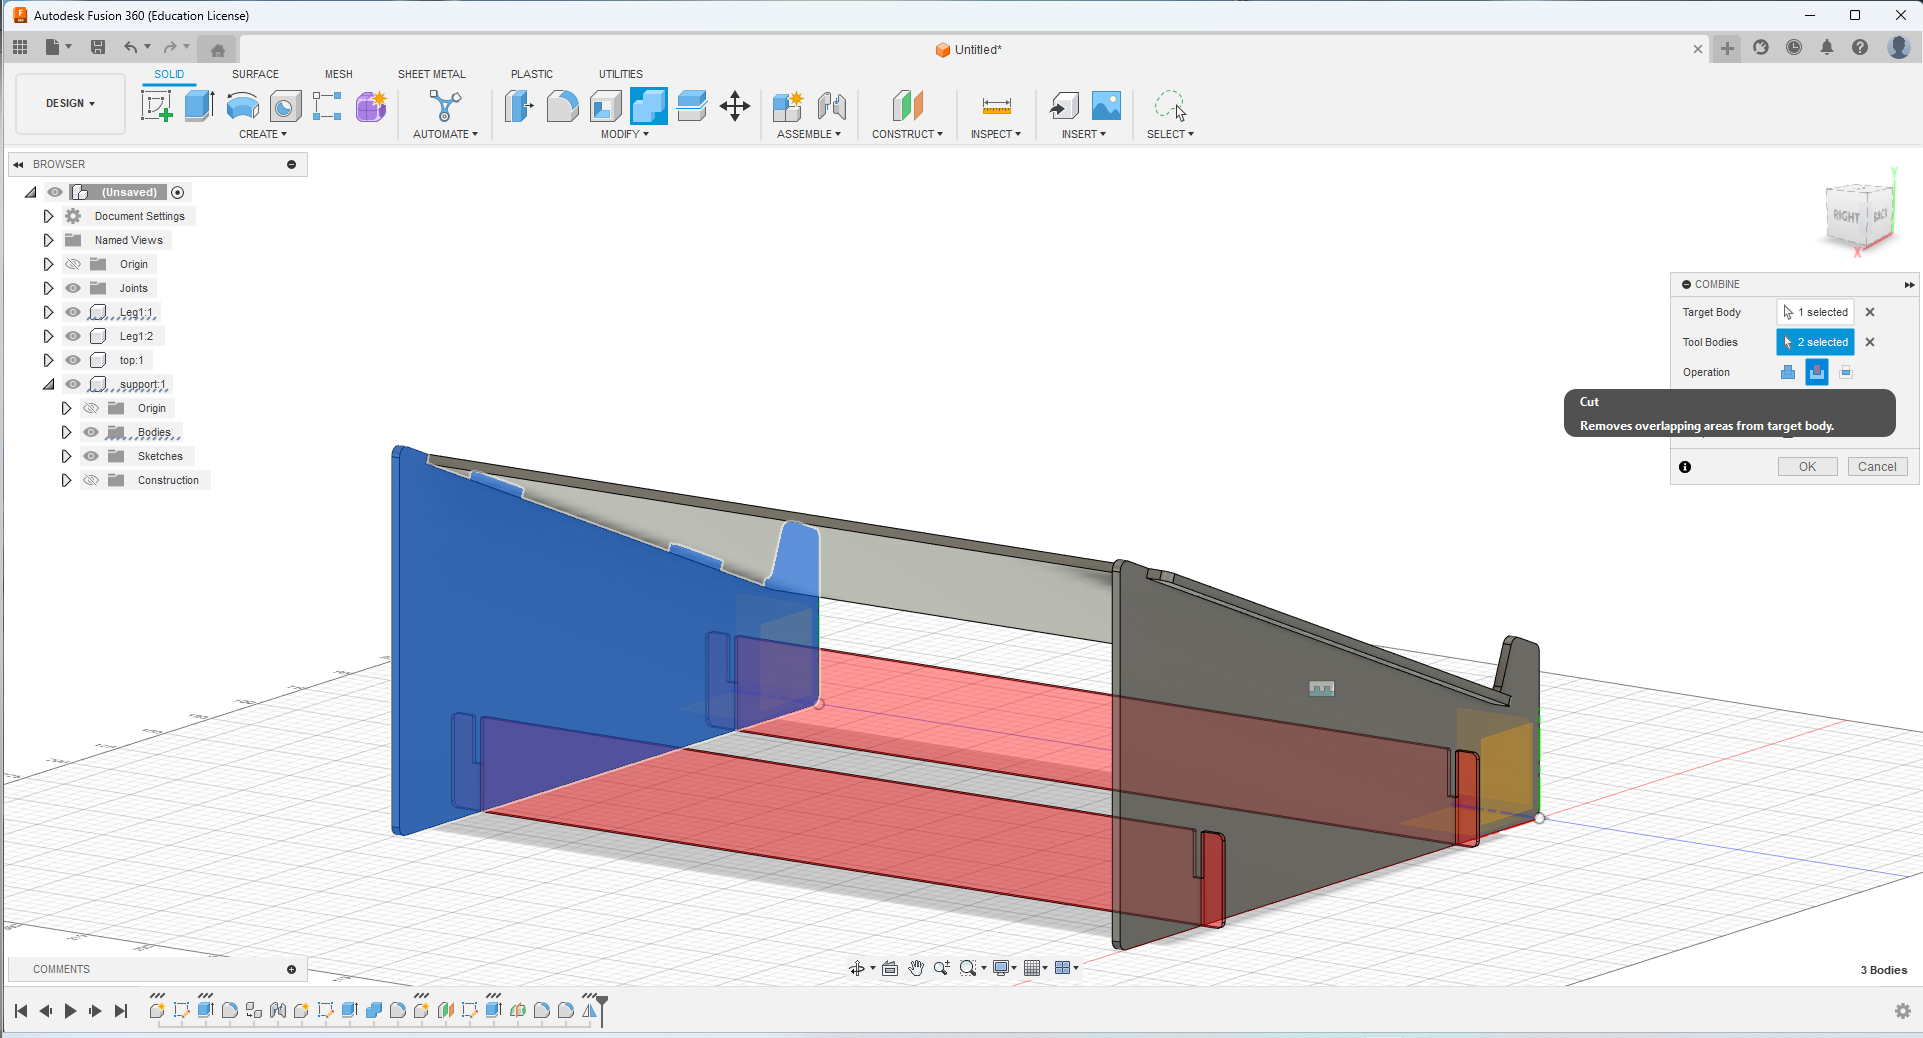 Autodesk Fusion 360 (Education License)
Untitled*
DESIGN
SOLID
SURFACE
MESH
SHEET METAL
PLASTIC
UTILITIES
CREATE
AUTOMATE
MODIFY
ASSEMBLE
CONSTRUCT
INSPECT
INSERT
SELECT
BROWSER
(Unsaved)
Document Settings
Named Views
Origin
Joints
Leg1:1
Leg1:2
top:1
support:1
Origin
Bodies
Sketches
Construction
Y
RIGHT
BACK
X
COMBINE
Target Body
1 selected
Tool Bodies
2 selected
Operation
Cut
Removes overlapping areas from target body.
OK
Cancel
COMMENTS
3 Bodies